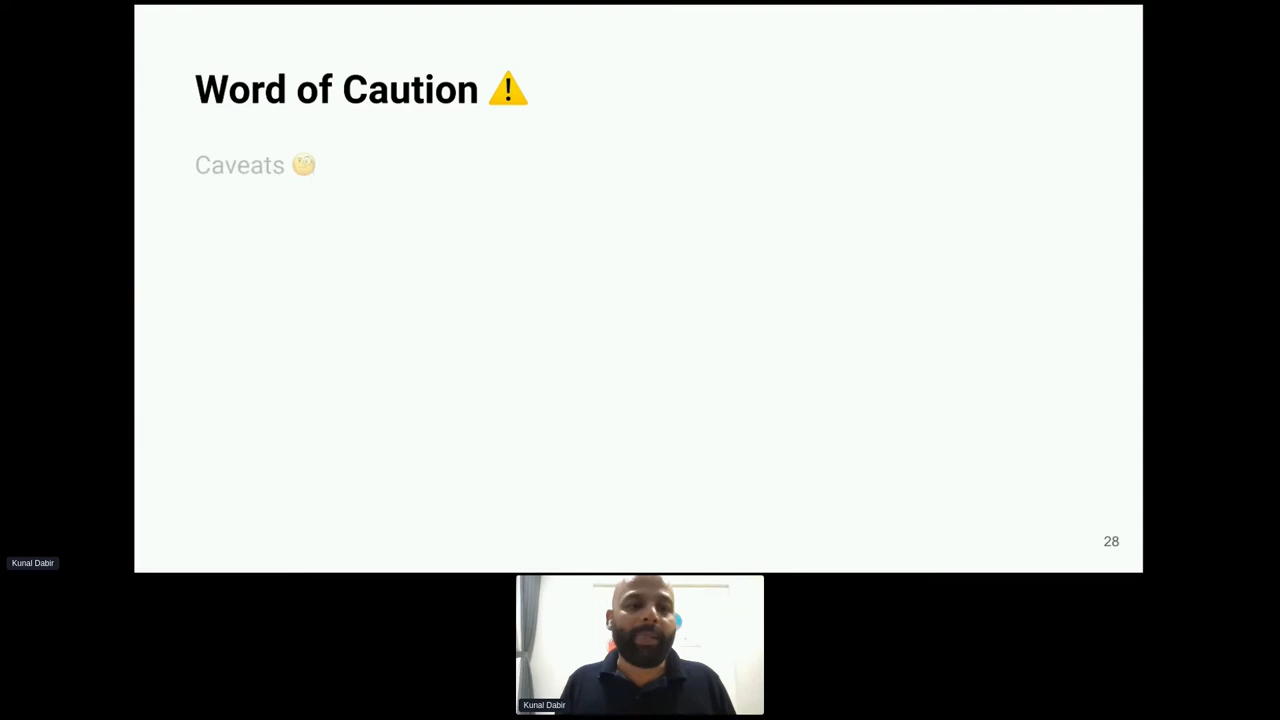 Word of Caution ⚠️
Caveats 🧐
28
Kunal Dabir
Kunal Dabir